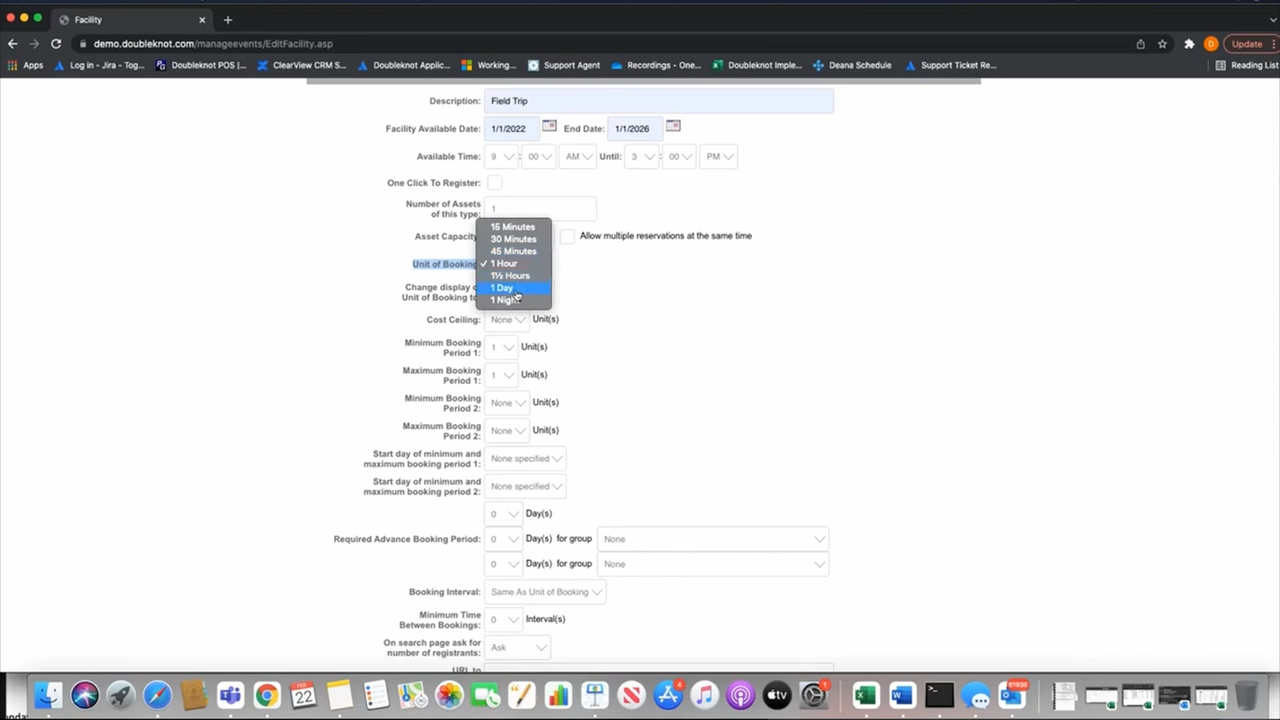 Facility
demo.doubleknot.com/manageevents/EditFacility.asp
D
Update
Apps
Log in - Jira - Tog...
Doubleknot POS |...
ClearView CRM S...
Doubleknot Applic...
Working...
Support Agent
Recordings - One...
Doubleknot Imple...
Deana Schedule
Support Ticket Re...
Reading List
Description: Field Trip
Facility Available Date: 1/1/2022 End Date: 1/1/2026
Available Time: 9 : 00 AM Until: 3 : 00 PM
One Click To Register:
Number of Assets
of this type: 1
15 Minutes
30 Minutes
45 Minutes
1 Hour
1½ Hours
1 Day
1 Night
Asset Capacity
Allow multiple reservations at the same time
Unit of Booking
Change display o
Unit of Booking to
Cost Ceiling: None Unit(s)
Minimum Booking
Period 1: 1 Unit(s)
Maximum Booking
Period 1: 1 Unit(s)
Minimum Booking
Period 2: None Unit(s)
Maximum Booking
Period 2: None Unit(s)
Start day of minimum and
maximum booking period 1: None specified
Start day of minimum and
maximum booking period 2: None specified
0 Day(s)
Required Advance Booking Period: 0 Day(s) for group None
0 Day(s) for group None
Booking Interval: Same As Unit of Booking
Minimum Time
Between Bookings: 0 Interval(s)
On search page ask for
number of registrants: Ask
URL to
FEB
22
4
1
61930